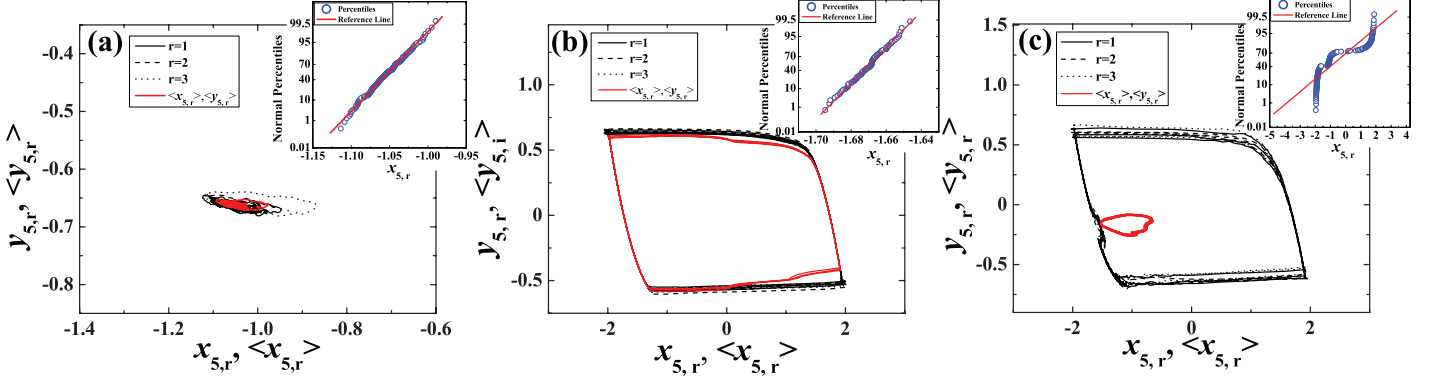 (a)
r=1
r=2
r=3
<x5, r>,<y5, r>
y5,r, <y5,r>
-0.4
-0.5
-0.6
-0.7
-0.8
-1.4
-1.2
-1.0
-0.8
-0.6
x5,r, <x5,r>
Percentiles
Reference Line
Normal Percentiles
99.5
95
70
40
10
1
0.01
-1.15
-1.10
-1.05
-1.00
-0.95
x5, r
(b)
r=1
r=2
r=3
<x5, r>,<y5, r>
y5, r, <y5, i>
1.0
0.5
0
-0.5
-2
0
2
x5, r, <x5, r>
Percentiles
Reference Line
Normal Percentiles
99.5
95
70
40
10
1
0.01
-1.70
-1.68
-1.66
-1.64
x5, r
(c)
r=1
r=2
r=3
<x5, r>,<y5, r>
y5, r, <y5, r>
1.5
1.0
0.5
0.0
-0.5
-2
0
2
x5, r, <x5, r>
Percentiles
Reference Line
Normal Percentiles
99.5
95
70
40
10
1
0.01
-5
-4
-3
-2
-1
0
1
2
3
4
x5, r